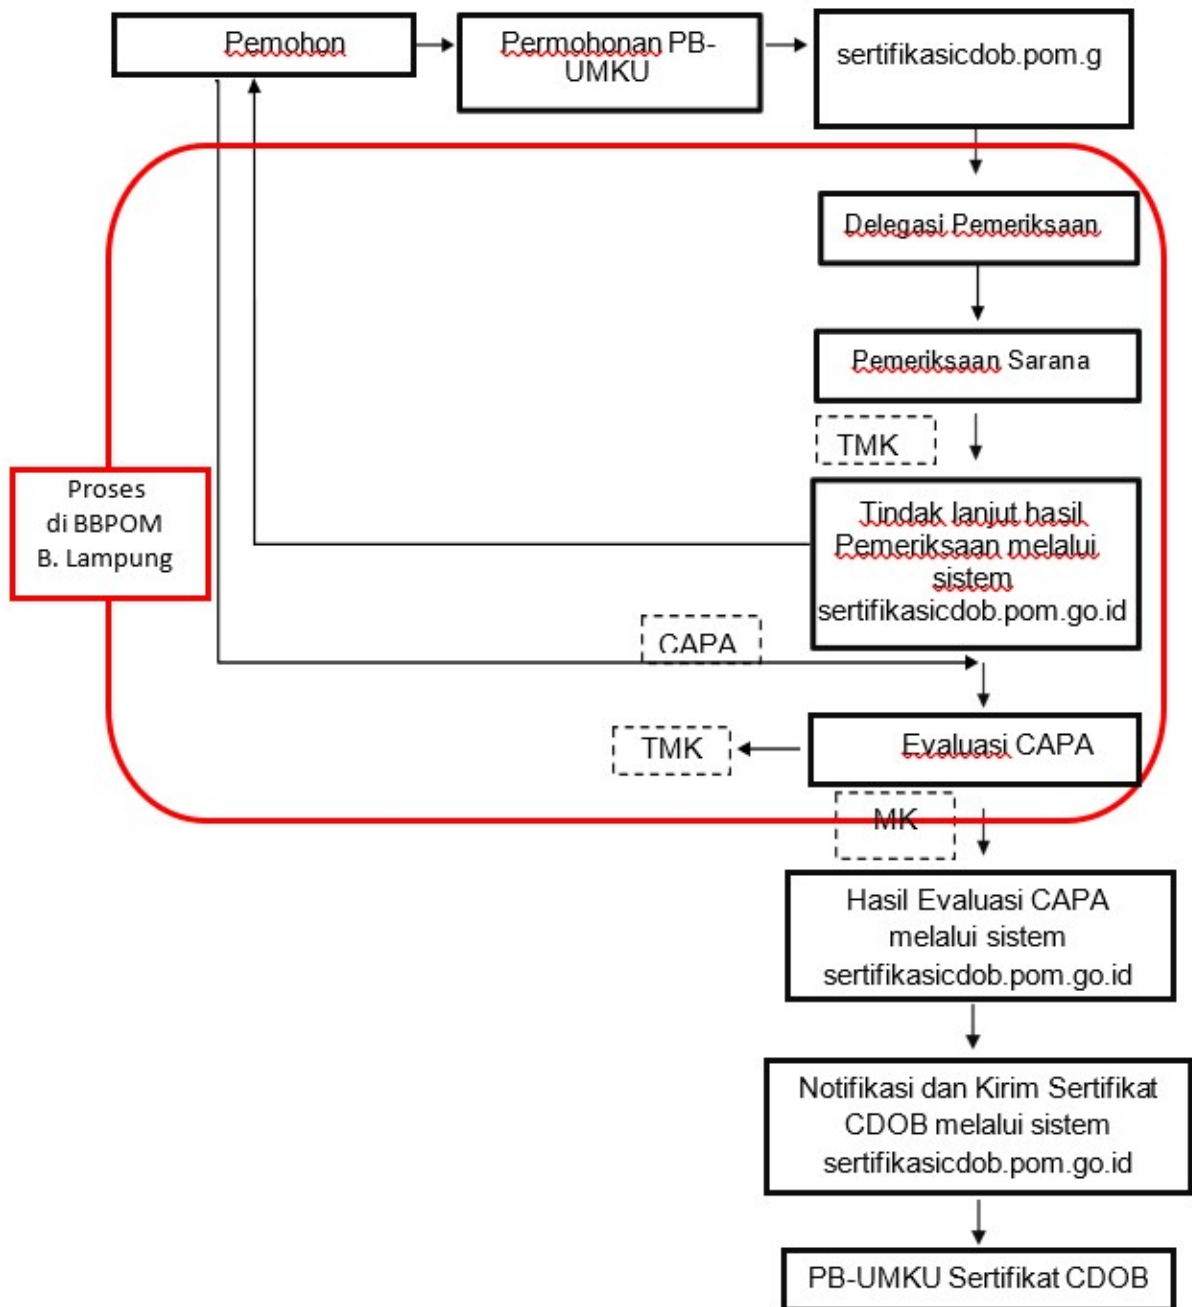 Pemohon
Permohonan PB-
UMKU
sertifikasicdob.pom.g
Delegasi Pemeriksaan
Pemeriksaan Sarana
TMK
Proses
di BBPOM
B. Lampung
Tindak lanjut hasil
Pemeriksaan melalui
sistem
sertifikasicdob.pom.go.id
CAPA
TMK
Evaluasi CAPA
MK
Hasil Evaluasi CAPA
melalui sistem
sertifikasicdob.pom.go.id
Notifikasi dan Kirim Sertifikat
CDOB melalui sistem
sertifikasicdob.pom.go.id
PB-UMKU Sertifikat CDOB